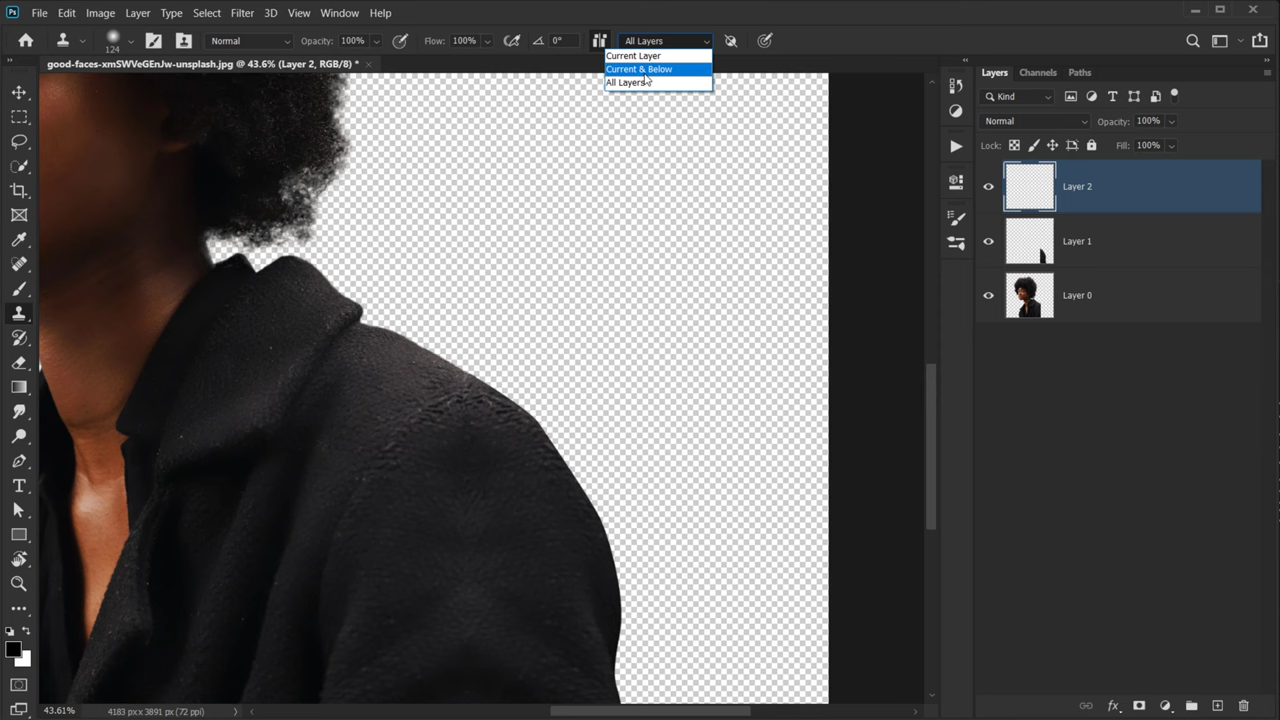 Ps File Edit Image Layer Type Select Filter 3D View Window Help
124 Normal Opacity: 100% Flow: 100% 0° All Layers
Current Layer
Current & Below
All Layers
good-faces-xmSWVeGEnJw-unsplash.jpg @ 43.6% (Layer 2, RGB/8) *
Layers Channels Paths
Kind
Normal Opacity: 100%
Lock: Fill: 100%
Layer 2
Layer 1
Layer 0
43.61% 4183 px x 3891 px (72 ppi)